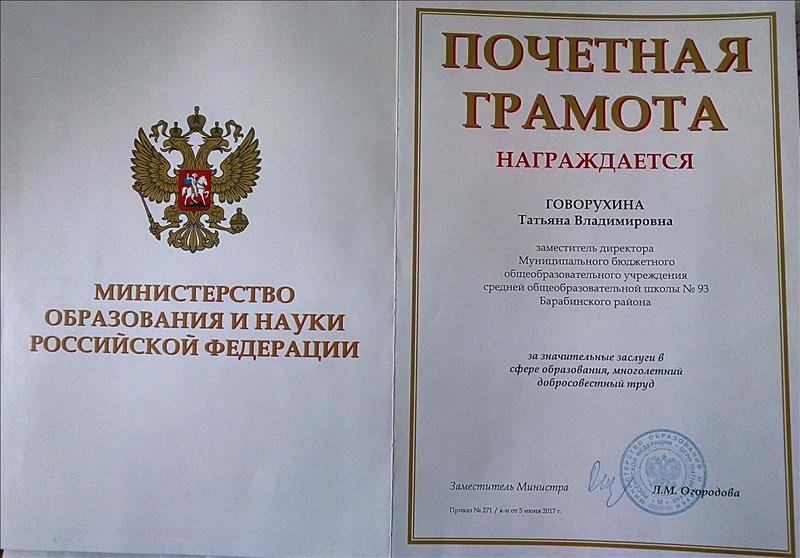 МИНИСТЕРСТВО
ОБРАЗОВАНИЯ И НАУКИ
РОССИЙСКОЙ ФЕДЕРАЦИИ
ПОЧЕТНАЯ
ГРАМОТА
НАГРАЖДАЕТСЯ
ГОВОРУХИНА
Татьяна Владимировна
заместитель директора
Муниципального бюджетного
общеобразовательного учреждения
средней общеобразовательной школы № 93
Барабинского района
за значительные заслуги в
сфере образования, многолетний
добросовестный труд
Заместитель Министра
Л.М. Огородова
Приказ № 271 / к-н от 5 июня 2017 г.